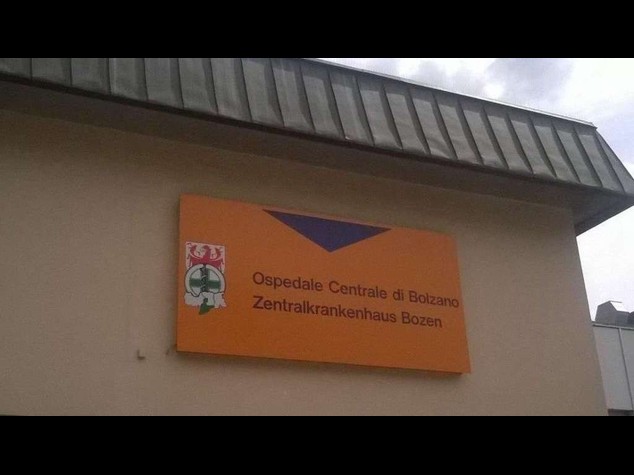 Ospedale Centrale di Bolzano
Zentralkrankenhaus Bozen